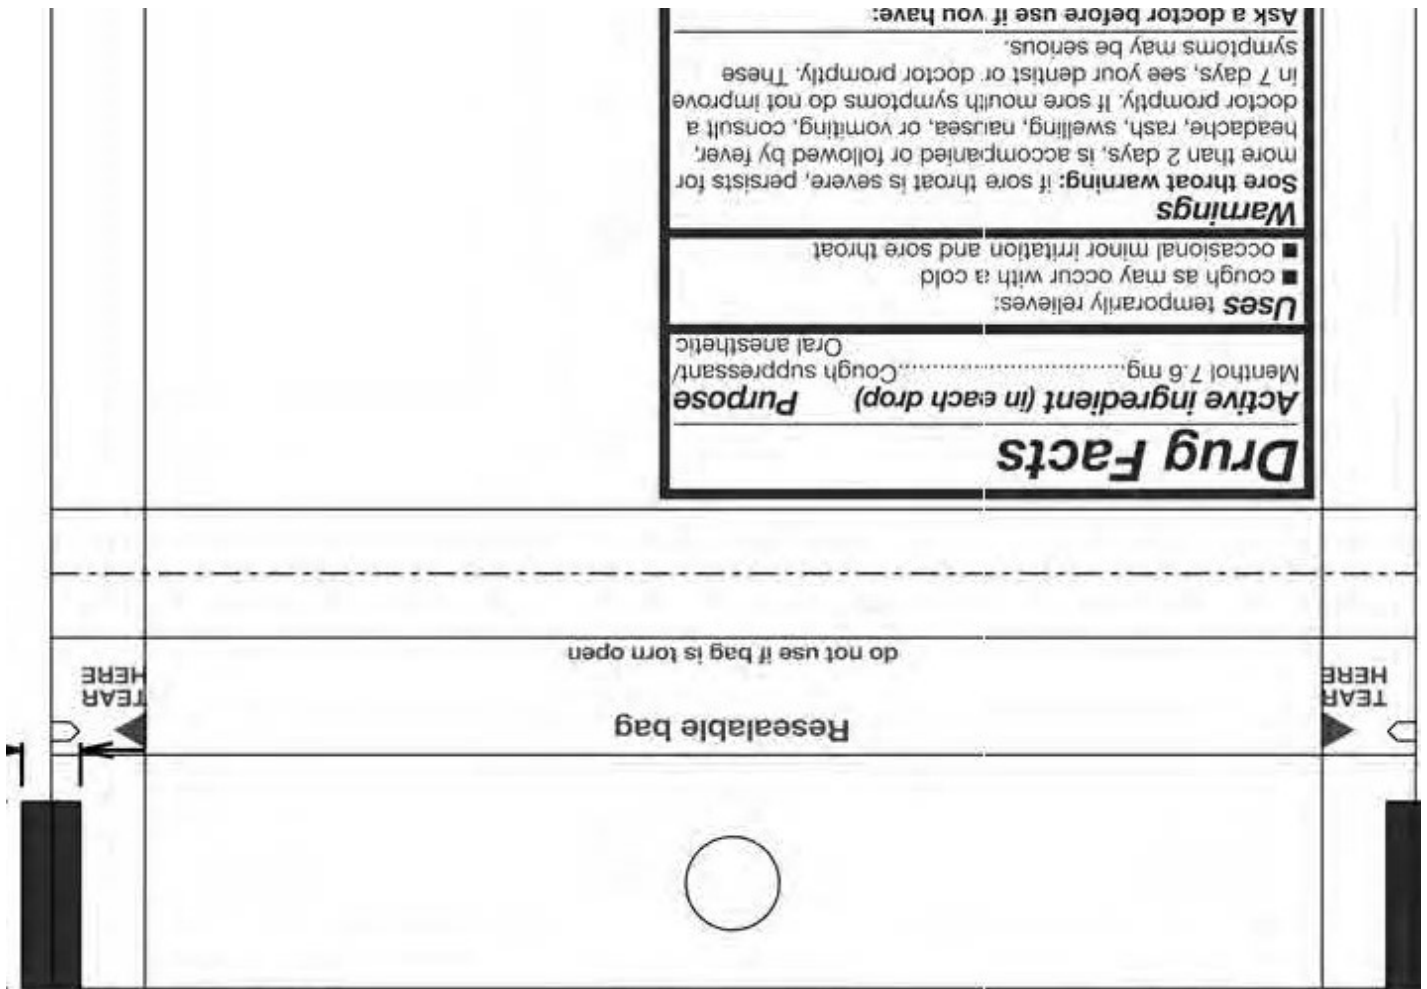 Resealable bag
TEAR
HERE
TEAR
HERE
do not use if bag is torn open
Drug Facts
Active ingredient (in each drop) Purpose
Menthol 7.6 mg................................Cough suppressant/
Oral anesthetic
Uses temporarily relieves:
■ cough as may occur with a cold
■ occasional minor irritation and sore throat
Warnings
Sore throat warning: if sore throat is severe, persists for
more than 2 days, is accompanied or followed by fever,
headache, rash, swelling, nausea, or vomiting, consult a
doctor promptly. If sore mouth symptoms do not improve
in 7 days, see your dentist or doctor promptly. These
symptoms may be serious.
Ask a doctor before use if you have: